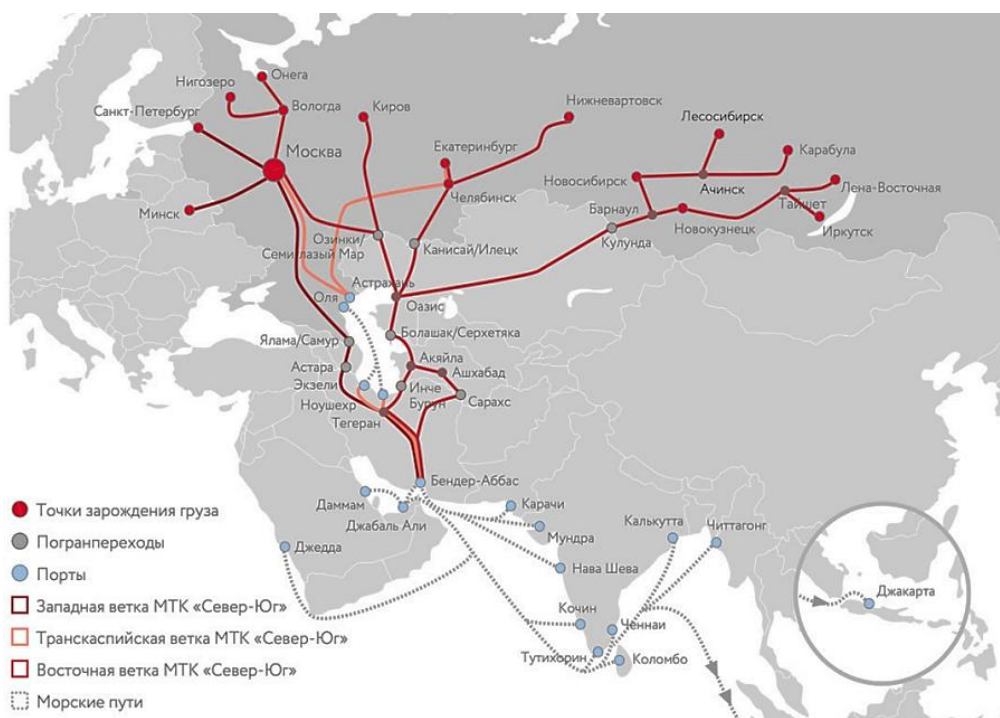 Онега
Нигозеро
Вологда
Санкт-Петербург
Киров
Нижневартовск
Лесосибирск
Москва
Екатеринбург
Карабула
Новосибирск
Ачинск
Лена-Восточная
Челябинск
Минск
Барнаул
Тайшет
Озинки/
Семиглазый Мар
Канисай/Илецк
Кулунда
Новокузнецк
Иркутск
Астрахань
Оля
Оазис
Ялама/Самур
Болашак/Серхетяка
Астара
Акяйла
Ашхабад
Экзели
Инче
Бурун
Ноушехр
Сарахс
Тегеран
Бендер-Аббас
Даммам
Карачи
Джабаль Али
Калькутта
Читтагонг
Мундра
Джедда
Нава Шева
Джакарта
Кочин
Ченнаи
Тутихорин
Коломбо
Точки зарождения груза
Погранпереходы
Порты
Западная ветка МТК «Север-Юг»
Транскаспийская ветка МТК «Север-Юг»
Восточная ветка МТК «Север-Юг»
Морские пути